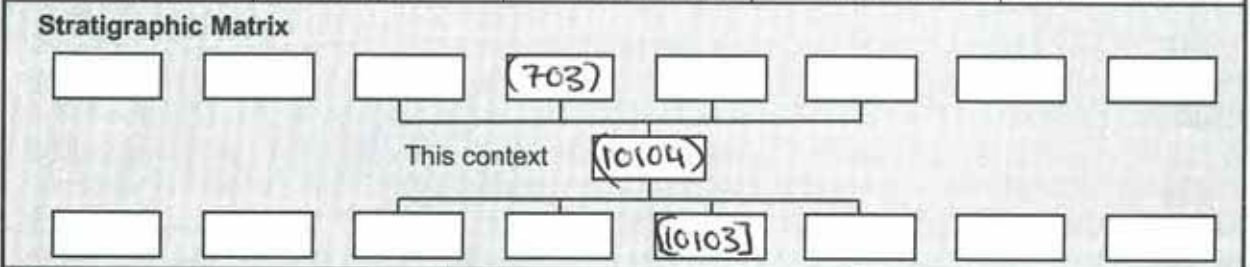 Stratigraphic Matrix
(703)
This context (10104)
[10103]